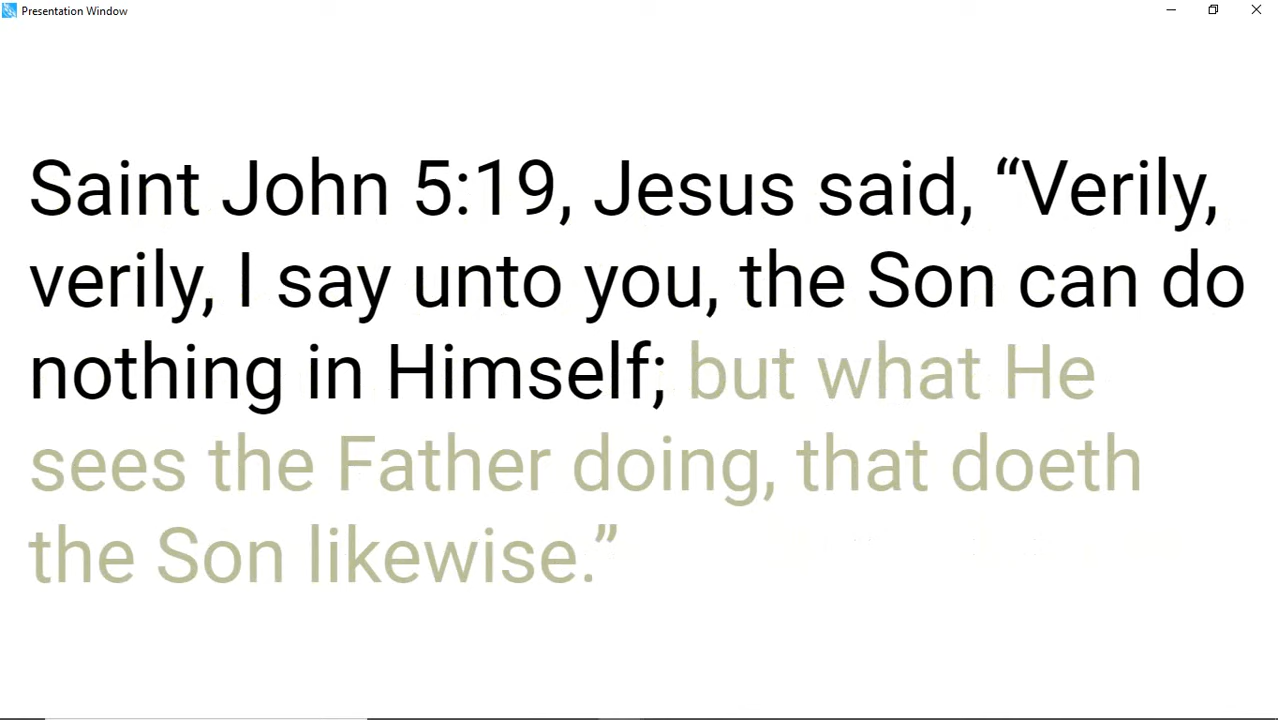 Presentation Window
Saint John 5:19, Jesus said, “Verily,
verily, I say unto you, the Son can do
nothing in Himself; but what He
sees the Father doing, that doeth
the Son likewise.”